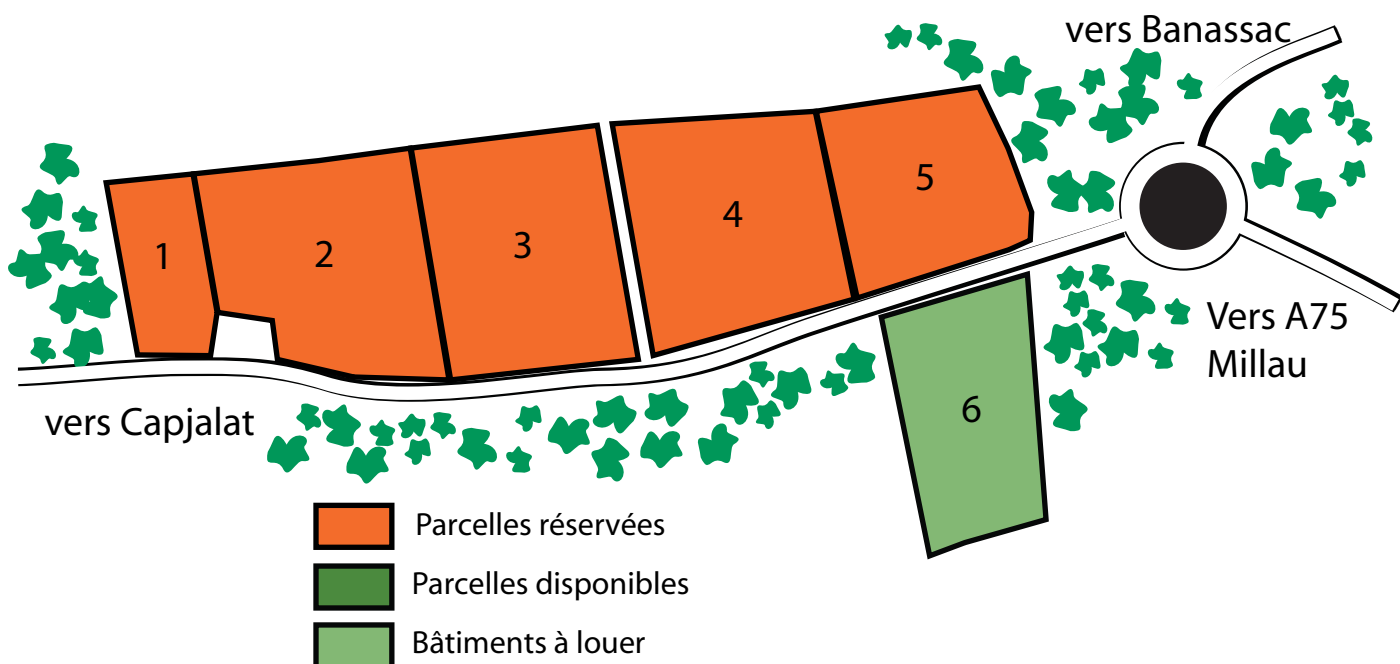 vers Banassac
1
2
3
4
5
6
Vers A75
Millau
vers Capjalat
Parcelles réservées
Parcelles disponibles
Bâtiments à louer